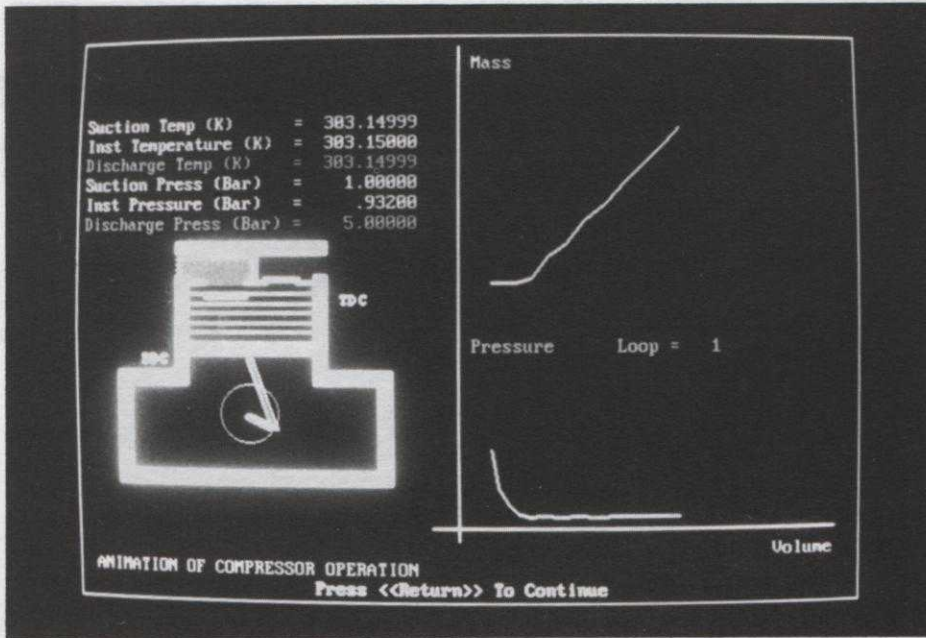 Suction Temp (K) = 303.14999
Inst Temperature (K) = 303.15000
Discharge Temp (K) = 303.14999
Suction Press (Bar) = 1.00000
Inst Pressure (Bar) = .93200
Discharge Press (Bar) = 5.00000
TDC
BDC
ANIMATION OF COMPRESSOR OPERATION
Mass
Pressure Loop = 1
Volume
Press <<Return>> To Continue